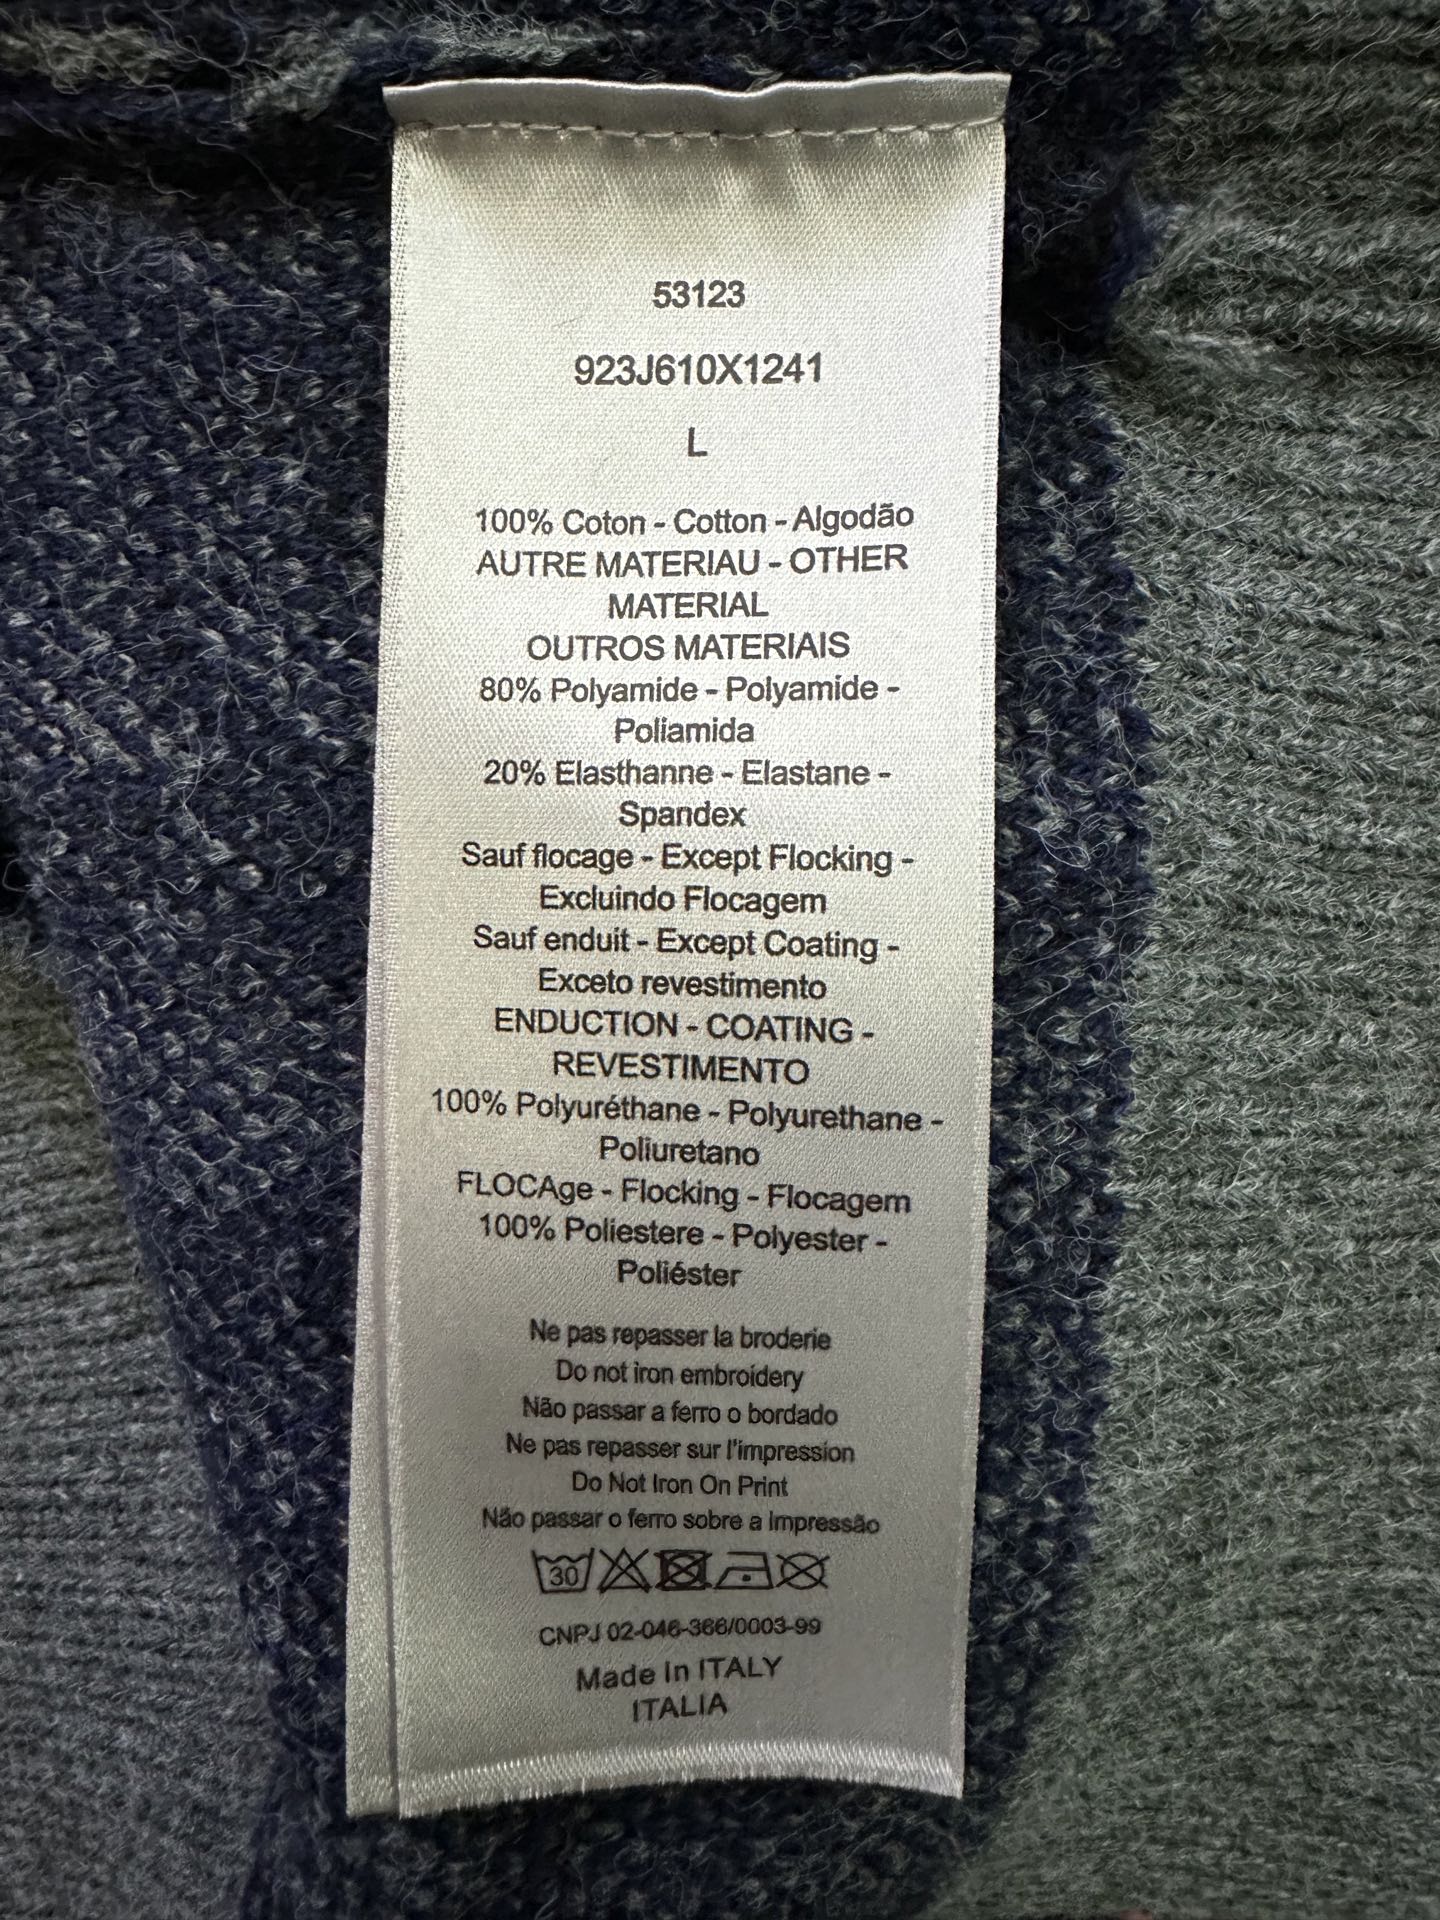 53123
923J610X1241
L
100% Coton - Cotton - Algodão
AUTRE MATERIAU - OTHER
MATERIAL
OUTROS MATERIAIS
80% Polyamide - Polyamide -
Poliamida
20% Elasthanne - Elastane -
Spandex
Sauf flocage - Except Flocking -
Excluindo Flocagem
Sauf enduit - Except Coating -
Exceto revestimento
ENDUCTION - COATING -
REVESTIMENTO
100% Polyuréthane - Polyurethane -
Poliuretano
FLOCAge - Flocking - Flocagem
100% Poliestere - Polyester -
Poliéster
Ne pas repasser la broderie
Do not iron embroidery
Não passar a ferro o bordado
Ne pas repasser sur l'impression
Do Not Iron On Print
Não passar o ferro sobre a impressão
30
CNPJ 02-046-366/0003-99
Made in ITALY
ITALIA